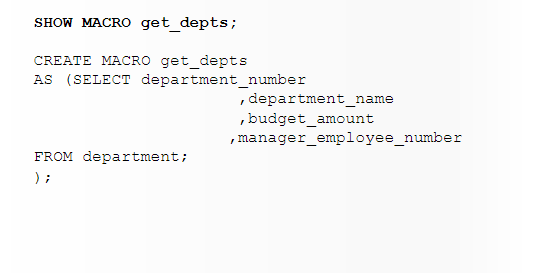 SHOW MACRO get_depts;
CREATE MACRO get_depts
AS (SELECT department_number
,department_name
,budget_amount
,manager_employee_number
FROM department;
);